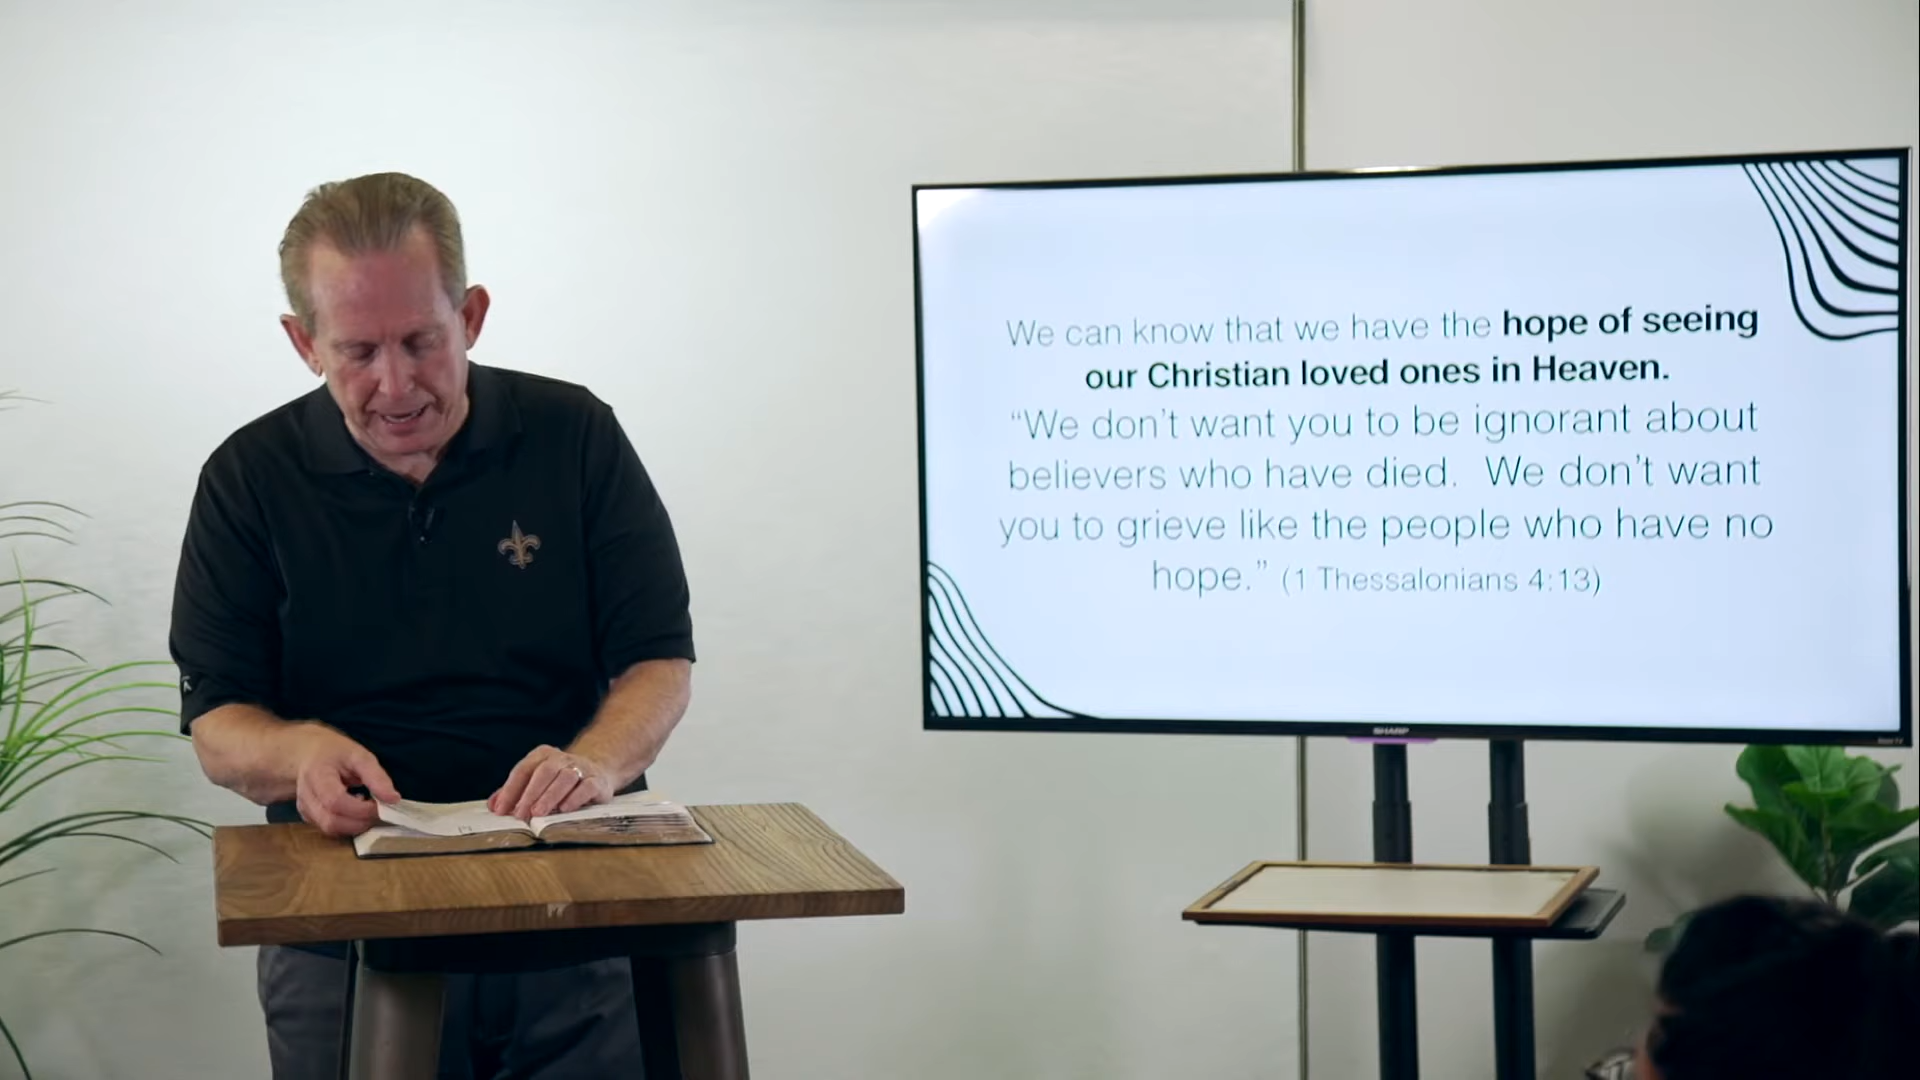 We can know that we have the hope of seeing
our Christian loved ones in Heaven.
“We don’t want you to be ignorant about
believers who have died.  We don’t want
you to grieve like the people who have no
hope.” (1 Thessalonians 4:13)
SHARP